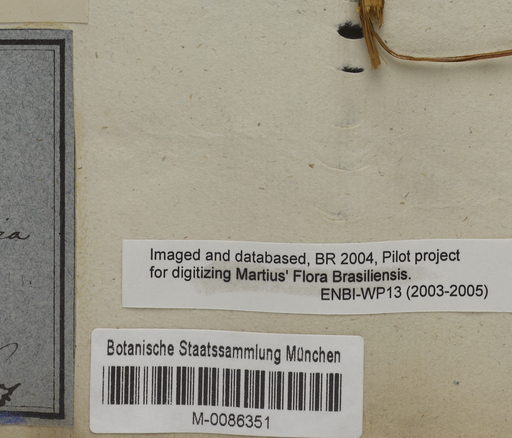 Imaged and databased, BR 2004, Pilot project
for digitizing Martius' Flora Brasiliensis.
ENBI-WP13 (2003-2005)
Botanische Staatssammlung München
M-0086351